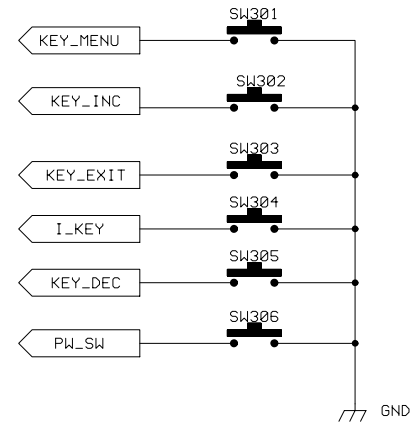 SW301
KEY_MENU
SW302
KEY_INC
SW303
KEY_EXIT
SW304
I_KEY
SW305
KEY_DEC
SW306
PW_SW
GND